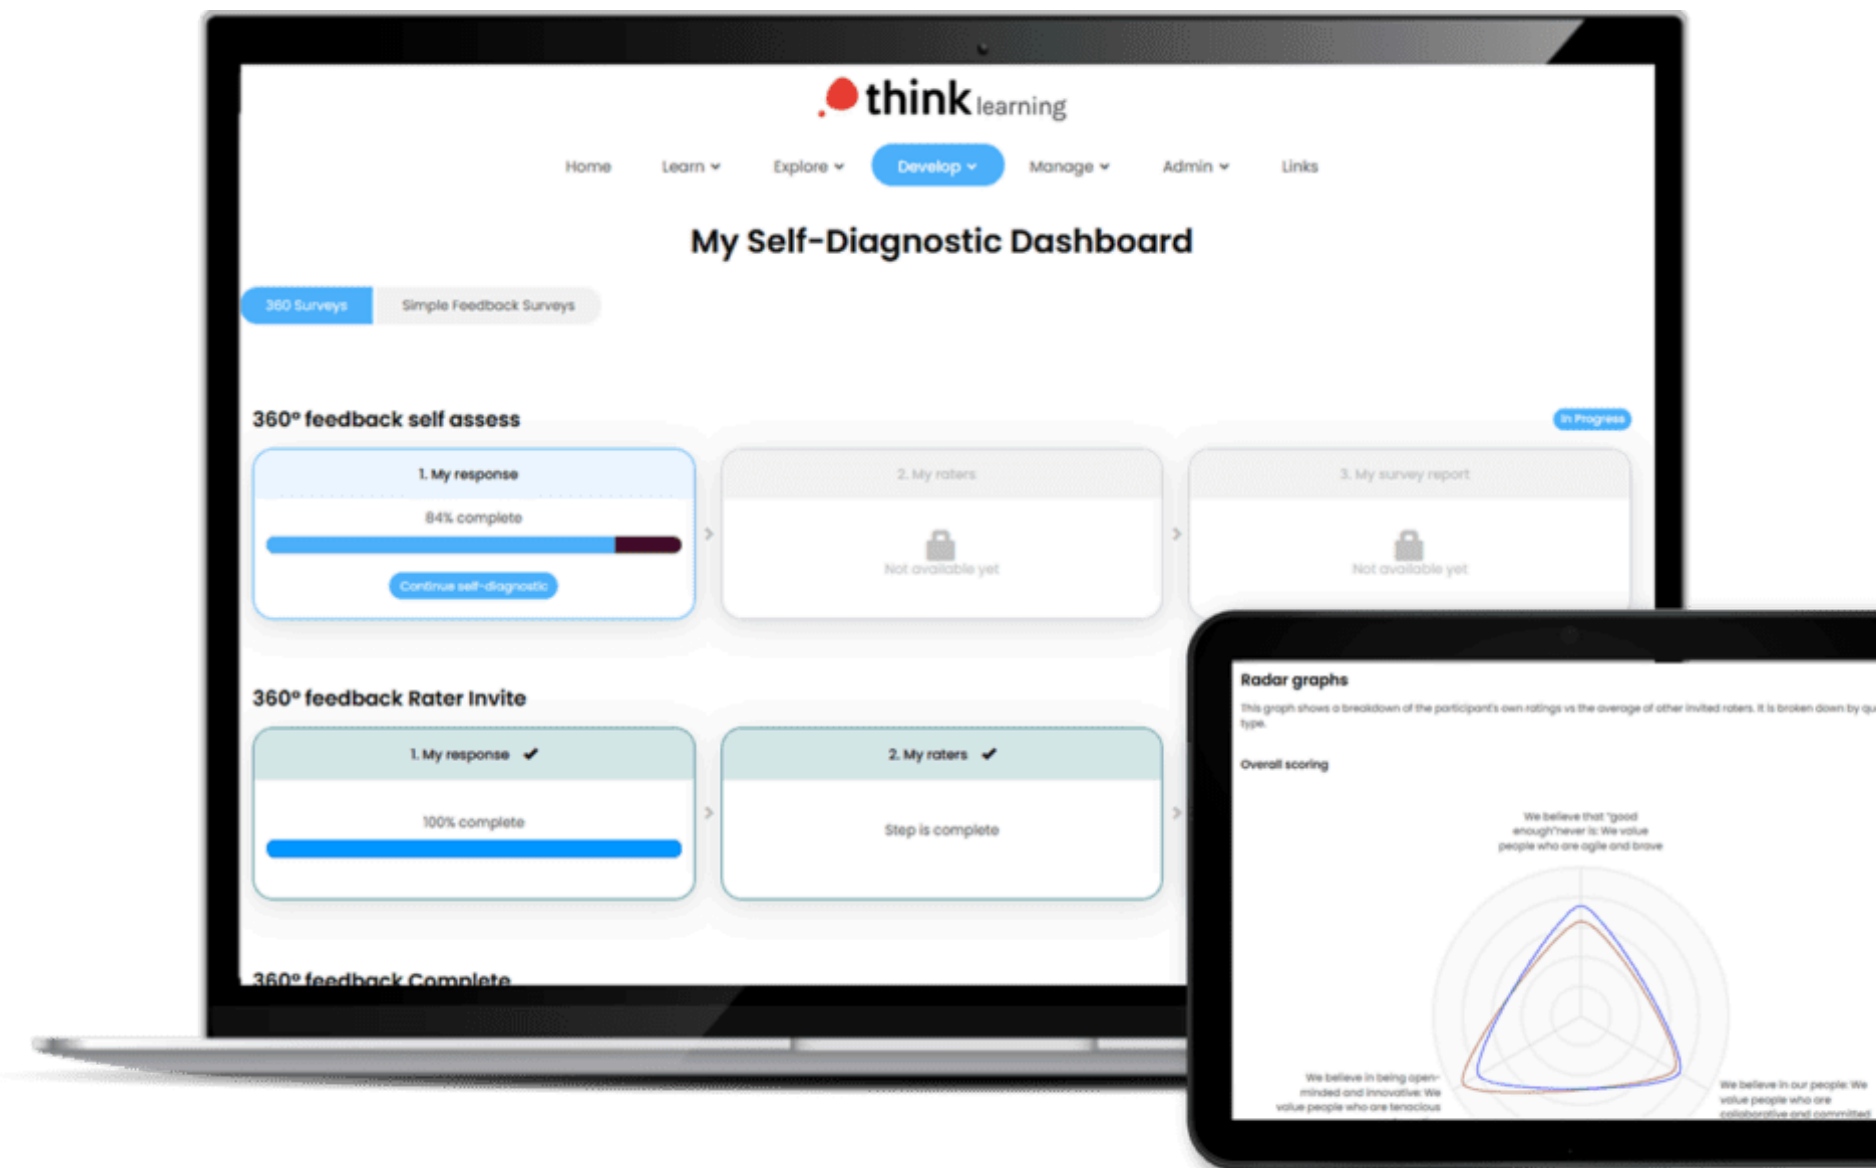 think learning
Home Learn Explore Develop Manage Admin Links
My Self-Diagnostic Dashboard
360 Surveys Simple Feedback Surveys
360° feedback self assess
In Progress
1. My response
84% complete
Continue self-diagnostic
2. My raters
Not available yet
3. My survey report
Not available yet
360° feedback Rater Invite
1. My response
100% complete
2. My raters
Step is complete
360° feedback Complete
Radar graphs
This graph shows a breakdown of the participant's own ratings vs the average of other invited raters. It is broken down by qu
type.
Overall scoring
We believe that "good
enough"never is: We value
people who are agile and brave
We believe in being open-
minded and innovative: We
value people who are tenacious
We believe in our people: We
value people who are
collaborative and committed